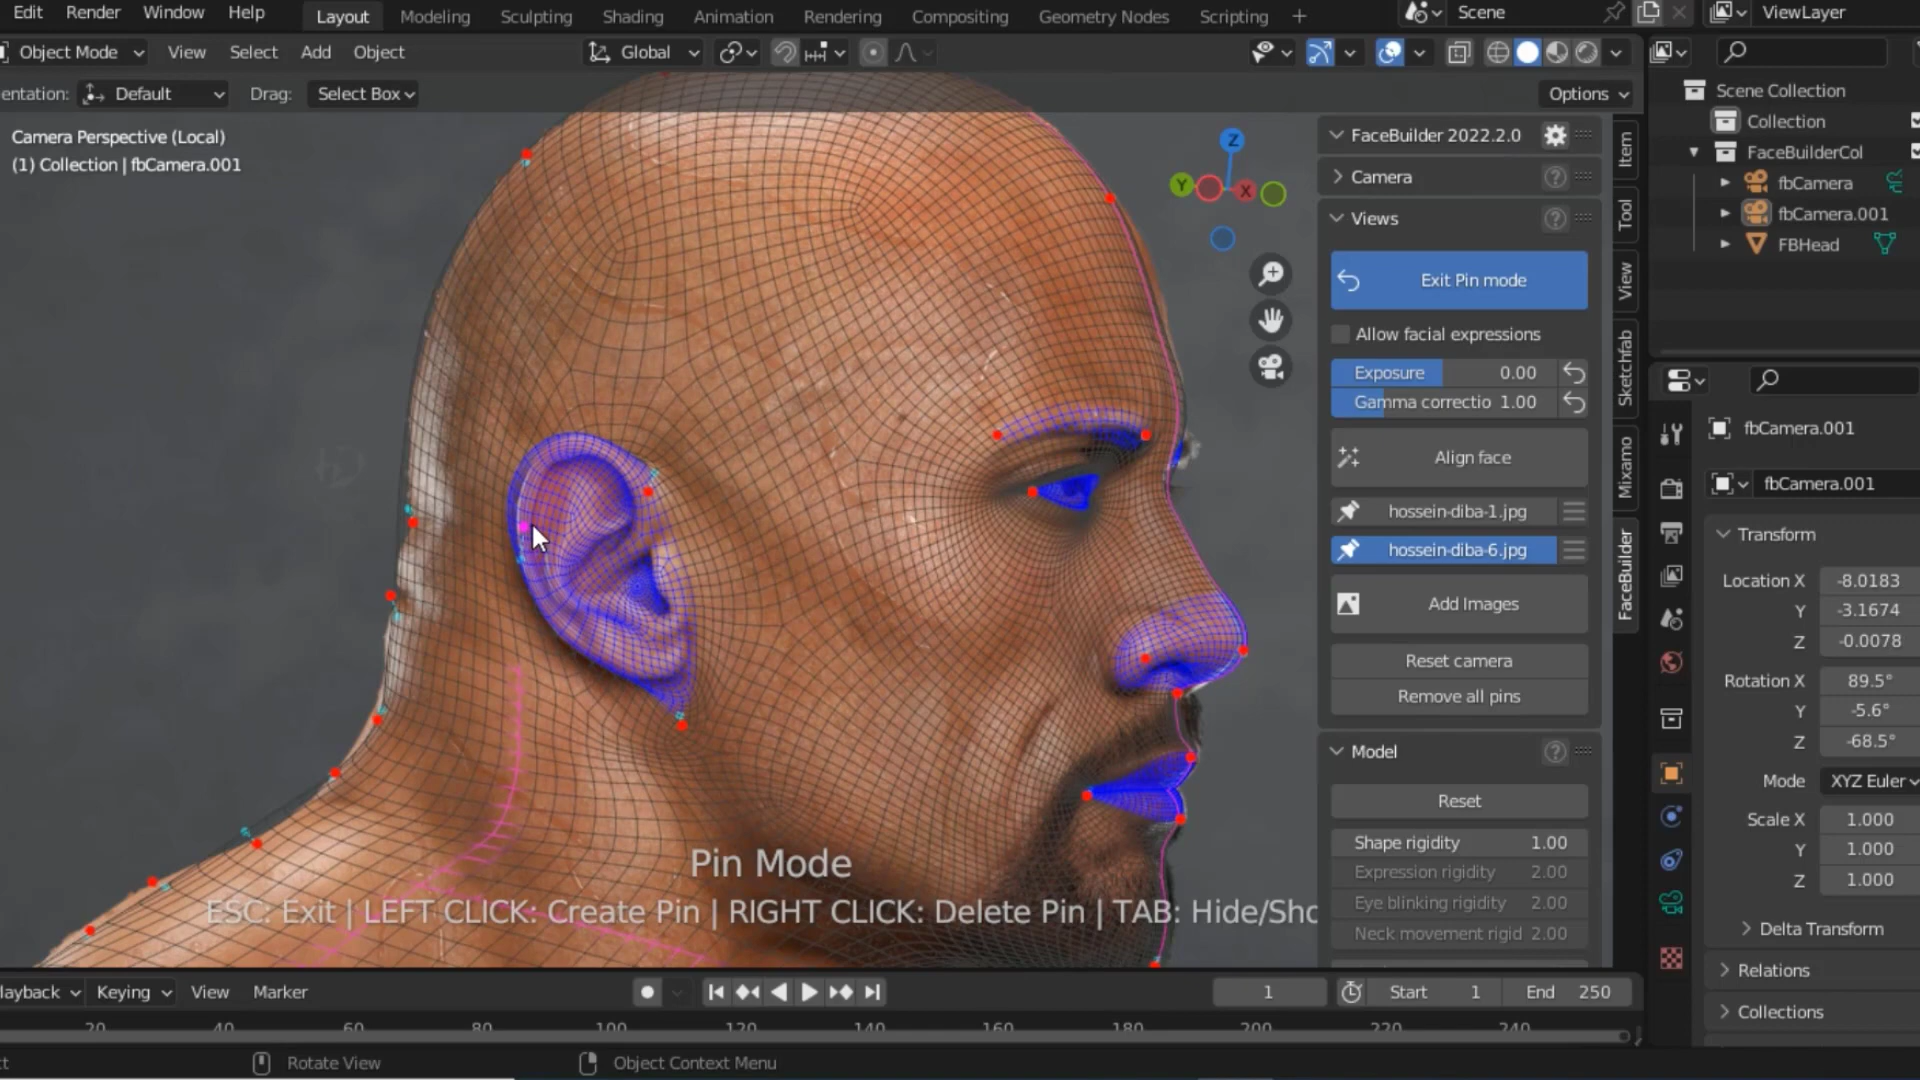 Edit Render Window Help Layout Modeling Sculpting Shading Animation Rendering Compositing Geometry Nodes Scripting + Scene ViewLayer
Object Mode View Select Add Object Global
entation: Default Drag: Select Box Options
Camera Perspective (Local)
(1) Collection | fbCamera.001
Z
Y
X
FaceBuilder 2022.2.0
Camera ?
Views ?
Exit Pin mode
Allow facial expressions
Exposure 0.00
Gamma correctio 1.00
Align face
hossein-diba-1.jpg
hossein-diba-6.jpg
Add Images
Reset camera
Remove all pins
Model ?
Reset
Shape rigidity 1.00
Expression rigidity 2.00
Eye blinking rigidity 2.00
Neck movement rigid 2.00
Item
Tool
View
Sketchfab
Mixamo
FaceBuilder
Scene Collection
Collection
FaceBuilderCol
fbCamera
fbCamera.001
FBHead
fbCamera.001
fbCamera.001
Transform
Location X -8.0183
Y -3.1674
Z -0.0078
Rotation X 89.5°
Y -5.6°
Z -68.5°
Mode XYZ Euler
Scale X 1.000
Y 1.000
Z 1.000
Delta Transform
Relations
Collections
Pin Mode
ESC: Exit | LEFT CLICK: Create Pin | RIGHT CLICK: Delete Pin | TAB: Hide/Sho
layback Keying View Marker 1 Start 1 End 250
20 40 60 80 100 120 140 160 180 200 220 240
ct Rotate View Object Context Menu